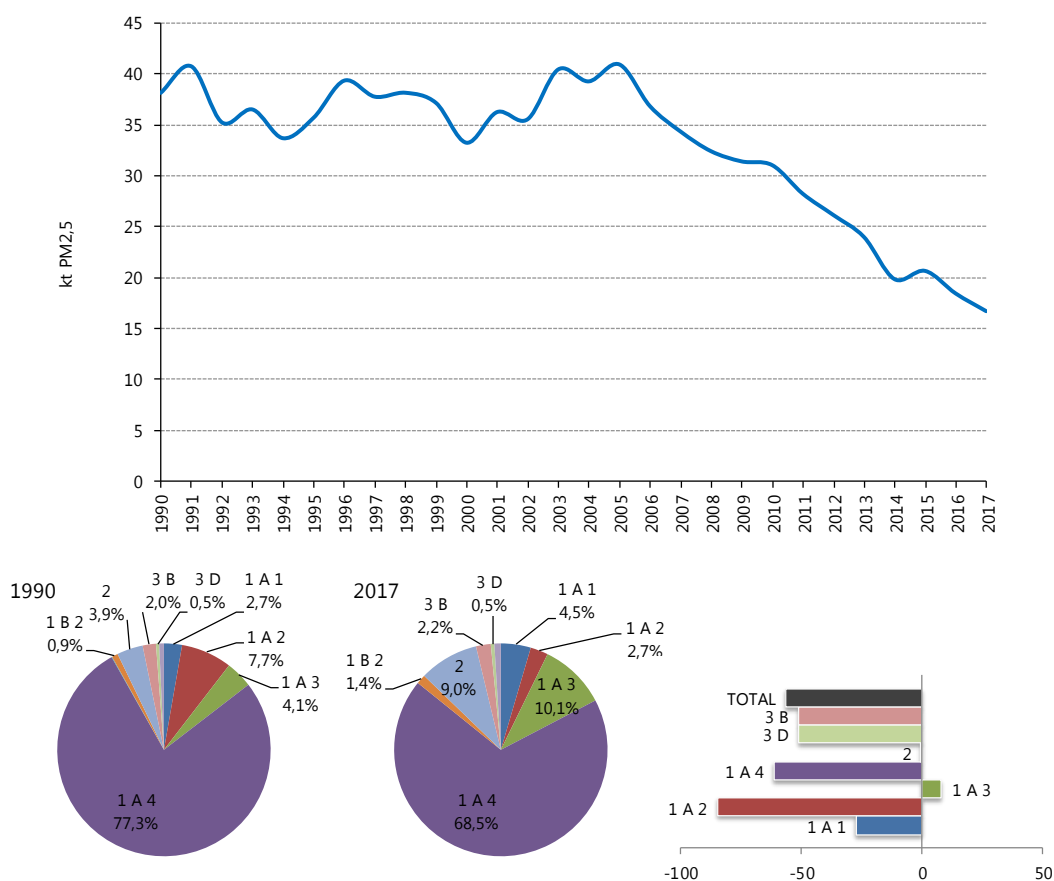 45
40
35
30
25
20
15
10
5
0
kt PM2,5
1990
1991
1992
1993
1994
1995
1996
1997
1998
1999
2000
2001
2002
2003
2004
2005
2006
2007
2008
2009
2010
2011
2012
2013
2014
2015
2016
2017
1990
1 B 2
0,9%
2
3,9%
3 B
2,0%
3 D
0,5%
1 A 1
2,7%
1 A 2
7,7%
1 A 3
4,1%
1 A 4
77,3%
2017
1 B 2
1,4%
2
9,0%
3 B
2,2%
3 D
0,5%
1 A 1
4,5%
1 A 2
2,7%
1 A 3
10,1%
1 A 4
68,5%
TOTAL
3 B
3 D
2
1 A 4
1 A 3
1 A 2
1 A 1
-100
-50
0
50